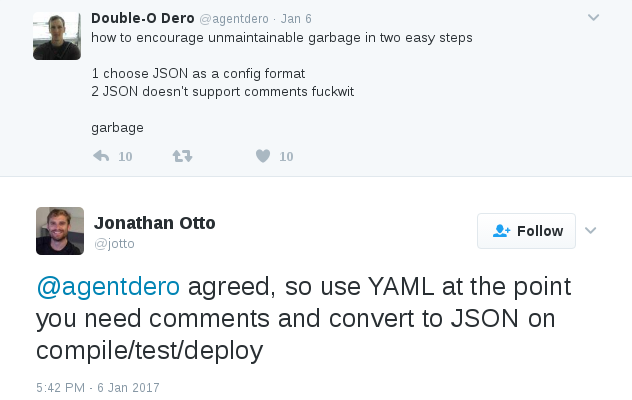 Double-O Dero @agentdero · Jan 6
how to encourage unmaintainable garbage in two easy steps
1 choose JSON as a config format
2 JSON doesn't support comments fuckwit
garbage
10 10
Jonathan Otto
@jotto
Follow
@agentdero agreed, so use YAML at the point
you need comments and convert to JSON on
compile/test/deploy
5:42 PM - 6 Jan 2017